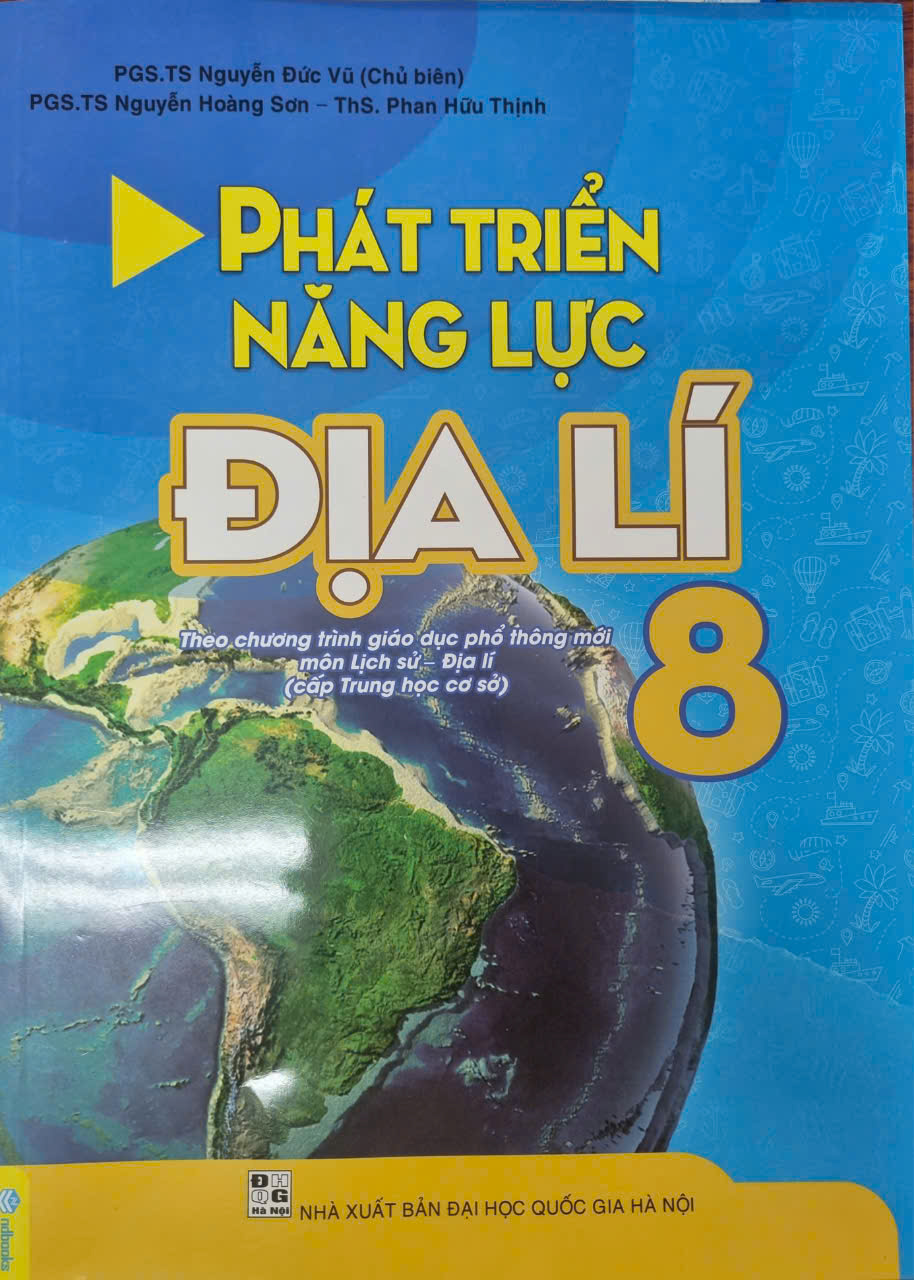 PGS.TS Nguyễn Đức Vũ (Chủ biên)
PGS.TS Nguyễn Hoàng Sơn – ThS. Phan Hữu Thịnh
PHÁT TRIỂN
NĂNG LỰC
ĐỊA LÍ
8
Theo chương trình giáo dục phổ thông mới
môn Lịch sử – Địa lí
(cấp Trung học cơ sở)
ĐH
QG
Hà Nội
NHÀ XUẤT BẢN ĐẠI HỌC QUỐC GIA HÀ NỘI
ndbooks